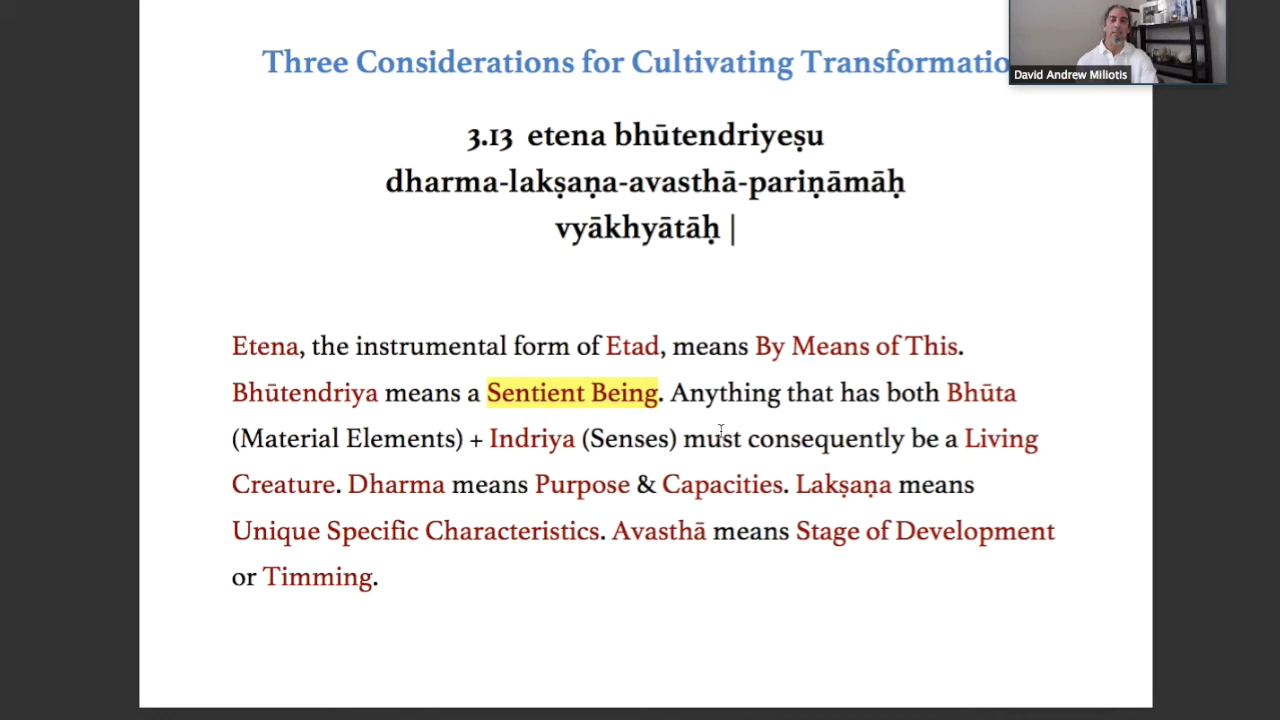 Three Considerations for Cultivating Transformatio
David Andrew Miliotis
3.13 etena bhūtendriyeṣu
dharma-lakṣaṇa-avasthā-pariṇāmāḥ
vyākhyātāḥ |
Etena, the instrumental form of Etad, means By Means of This.
Bhūtendriya means a Sentient Being. Anything that has both Bhūta
(Material Elements) + Indriya (Senses) must consequently be a Living
Creature. Dharma means Purpose & Capacities. Lakṣaṇa means
Unique Specific Characteristics. Avasthā means Stage of Development
or Timming.